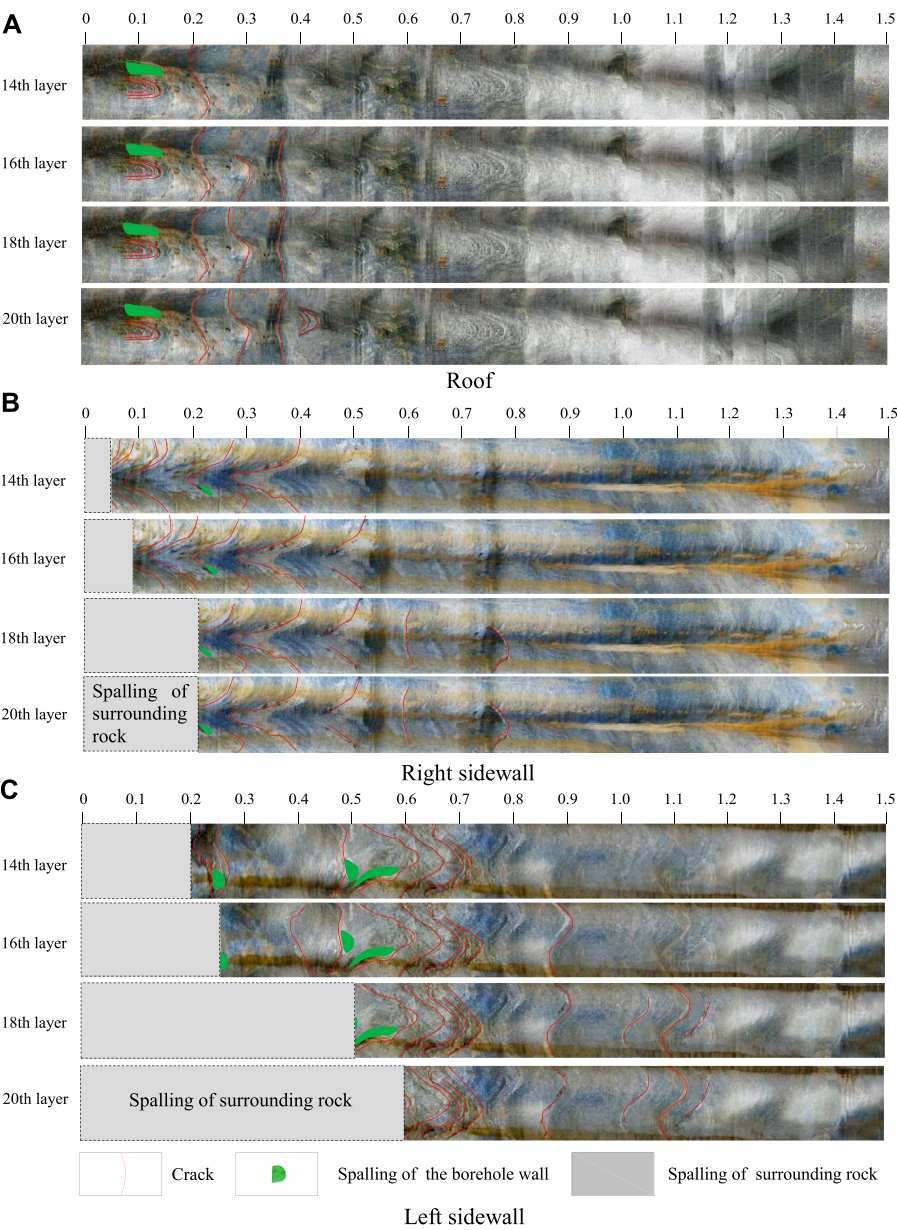 A
0 0.1 0.2 0.3 0.4 0.5 0.6 0.7 0.8 0.9 1.0 1.1 1.2 1.3 1.4 1.5
14th layer
16th layer
18th layer
20th layer
Roof
B
0 0.1 0.2 0.3 0.4 0.5 0.6 0.7 0.8 0.9 1.0 1.1 1.2 1.3 1.4 1.5
14th layer
16th layer
18th layer
20th layer
Spalling of
surrounding
rock
Right sidewall
C
0 0.1 0.2 0.3 0.4 0.5 0.6 0.7 0.8 0.9 1.0 1.1 1.2 1.3 1.4 1.5
14th layer
16th layer
18th layer
20th layer
Spalling of surrounding rock
Crack
Spalling of the borehole wall
Spalling of surrounding rock
Left sidewall